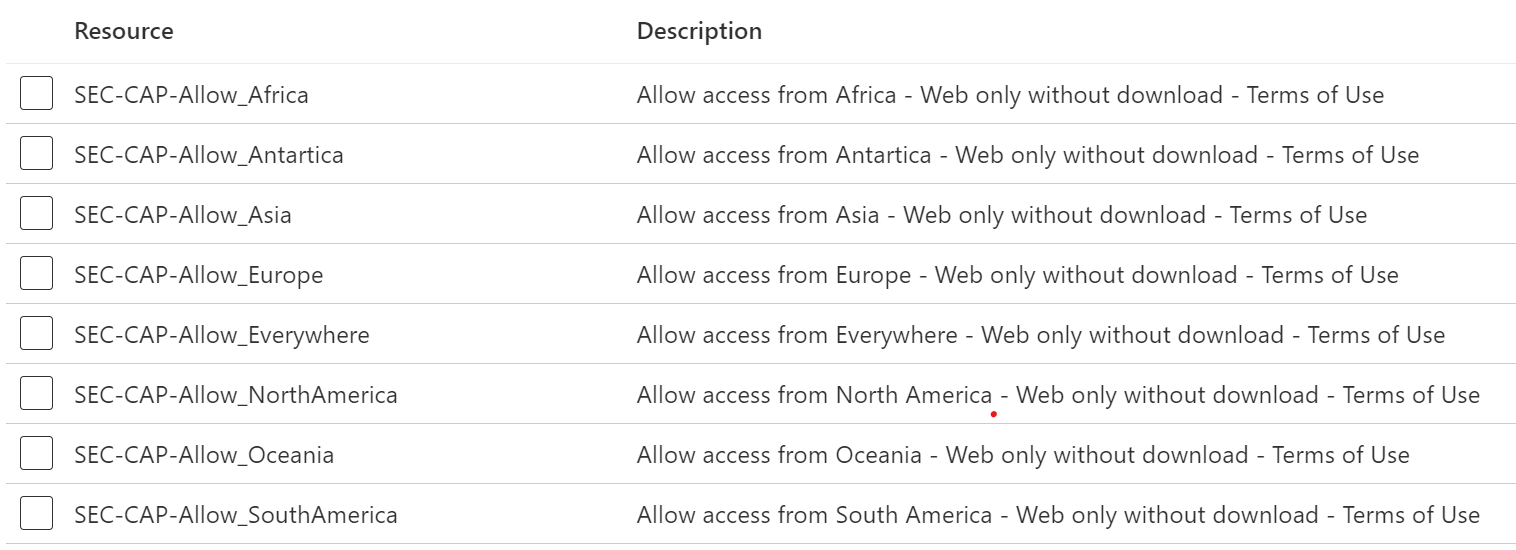 Resource Description
SEC-CAP-Allow_Africa Allow access from Africa - Web only without download - Terms of Use
SEC-CAP-Allow_Antartica Allow access from Antartica - Web only without download - Terms of Use
SEC-CAP-Allow_Asia Allow access from Asia - Web only without download - Terms of Use
SEC-CAP-Allow_Europe Allow access from Europe - Web only without download - Terms of Use
SEC-CAP-Allow_Everywhere Allow access from Everywhere - Web only without download - Terms of Use
SEC-CAP-Allow_NorthAmerica Allow access from North America - Web only without download - Terms of Use
SEC-CAP-Allow_Oceania Allow access from Oceania - Web only without download - Terms of Use
SEC-CAP-Allow_SouthAmerica Allow access from South America - Web only without download - Terms of Use